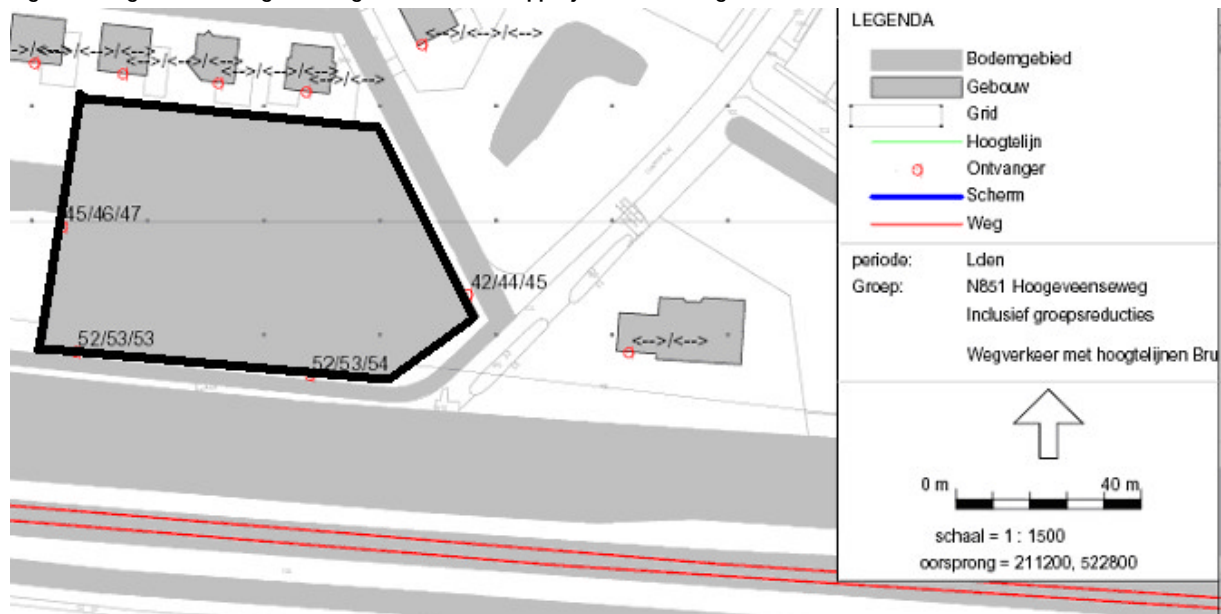 <-->/<-->/<-->
LEGENDA
Bodemgebied
Gebouw
Grid
Hoogtelijn
Ontvanger
Scherm
Weg
<-->/<-->/<-->
<-->/<-->/<-->
<-->/<-->
45/46/47
42/44/45
52/53/53
52/53/54
<-->/<-->
periode: Lden
Groep: N851 Hoogeveenseweg
Inclusief groepsreducties
Wegverkeer met hoogtelijnen Bru
0 m 40 m
schaal = 1 : 1500
oorsprong = 211200, 522800